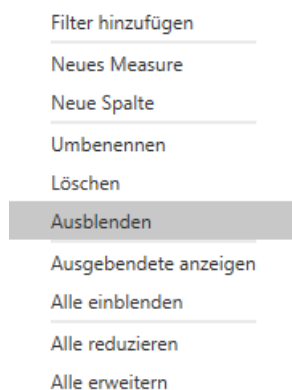 Filter hinzufügen
Neues Measure
Neue Spalte
Umbenennen
Löschen
Ausblenden
Ausgebendete anzeigen
Alle einblenden
Alle reduzieren
Alle erweitern